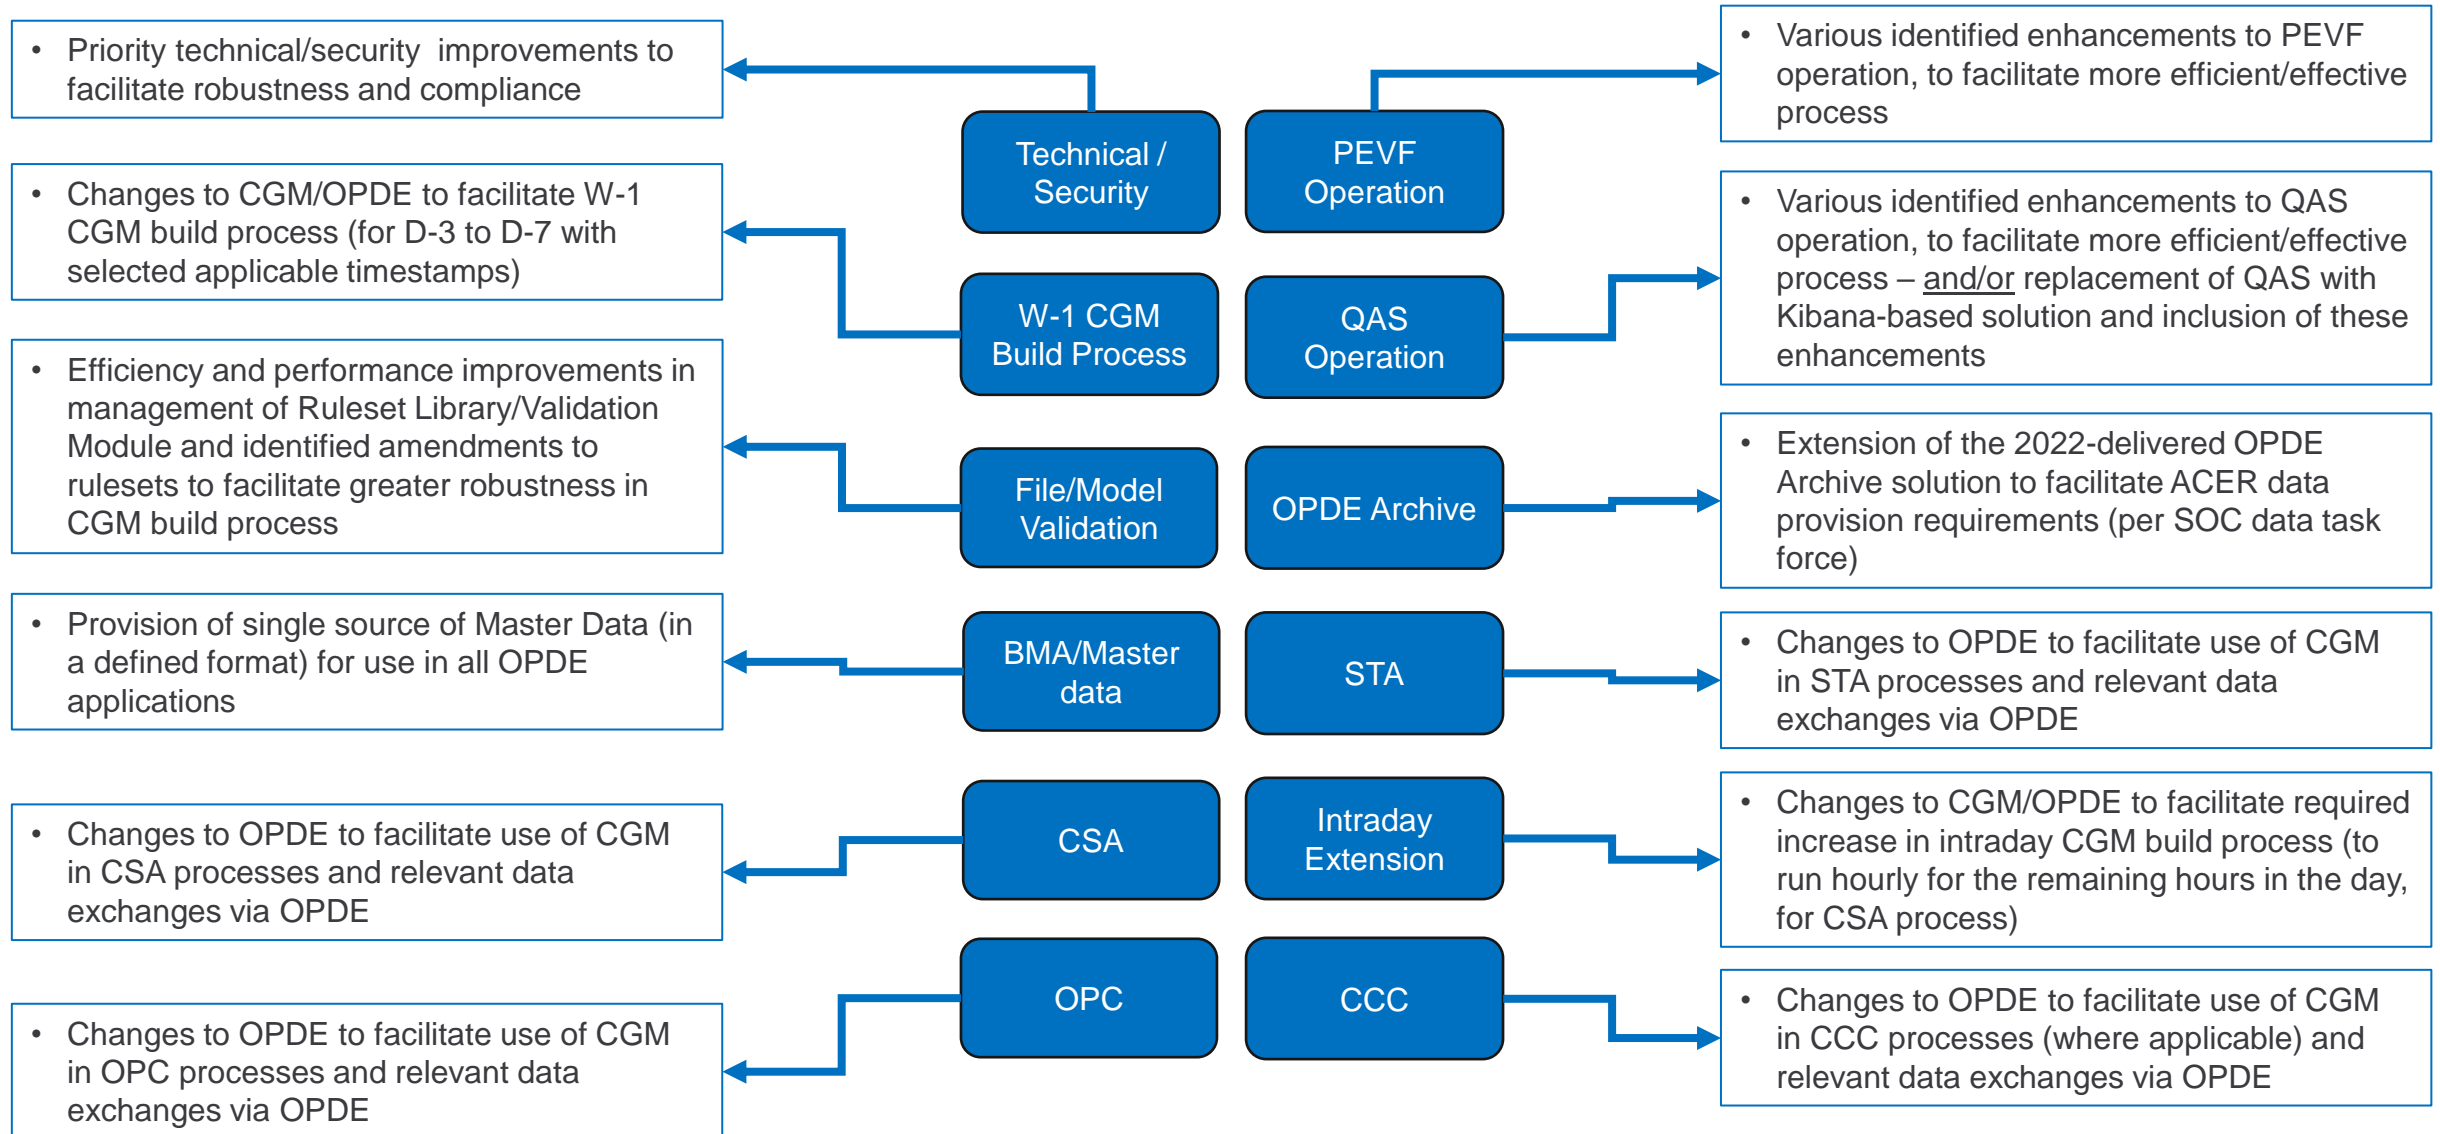 • Priority technical/security improvements to
facilitate robustness and compliance
• Changes to CGM/OPDE to facilitate W-1
CGM build process (for D-3 to D-7 with
selected applicable timestamps)
• Efficiency and performance improvements in
management of Ruleset Library/Validation
Module and identified amendments to
rulesets to facilitate greater robustness in
CGM build process
• Provision of single source of Master Data (in
a defined format) for use in all OPDE
applications
• Changes to OPDE to facilitate use of CGM
in CSA processes and relevant data
exchanges via OPDE
• Changes to OPDE to facilitate use of CGM
in OPC processes and relevant data
exchanges via OPDE
Technical /
Security
W-1 CGM
Build Process
File/Model
Validation
BMA/Master
data
CSA
OPC
PEVF
Operation
QAS
Operation
OPDE Archive
STA
Intraday
Extension
CCC
• Various identified enhancements to PEVF
operation, to facilitate more efficient/effective
process
• Various identified enhancements to QAS
operation, to facilitate more efficient/effective
process – and/or replacement of QAS with
Kibana-based solution and inclusion of these
enhancements
• Extension of the 2022-delivered OPDE
Archive solution to facilitate ACER data
provision requirements (per SOC data task
force)
• Changes to OPDE to facilitate use of CGM
in STA processes and relevant data
exchanges via OPDE
• Changes to CGM/OPDE to facilitate required
increase in intraday CGM build process (to
run hourly for the remaining hours in the day,
for CSA process)
• Changes to OPDE to facilitate use of CGM
in CCC processes (where applicable) and
relevant data exchanges via OPDE